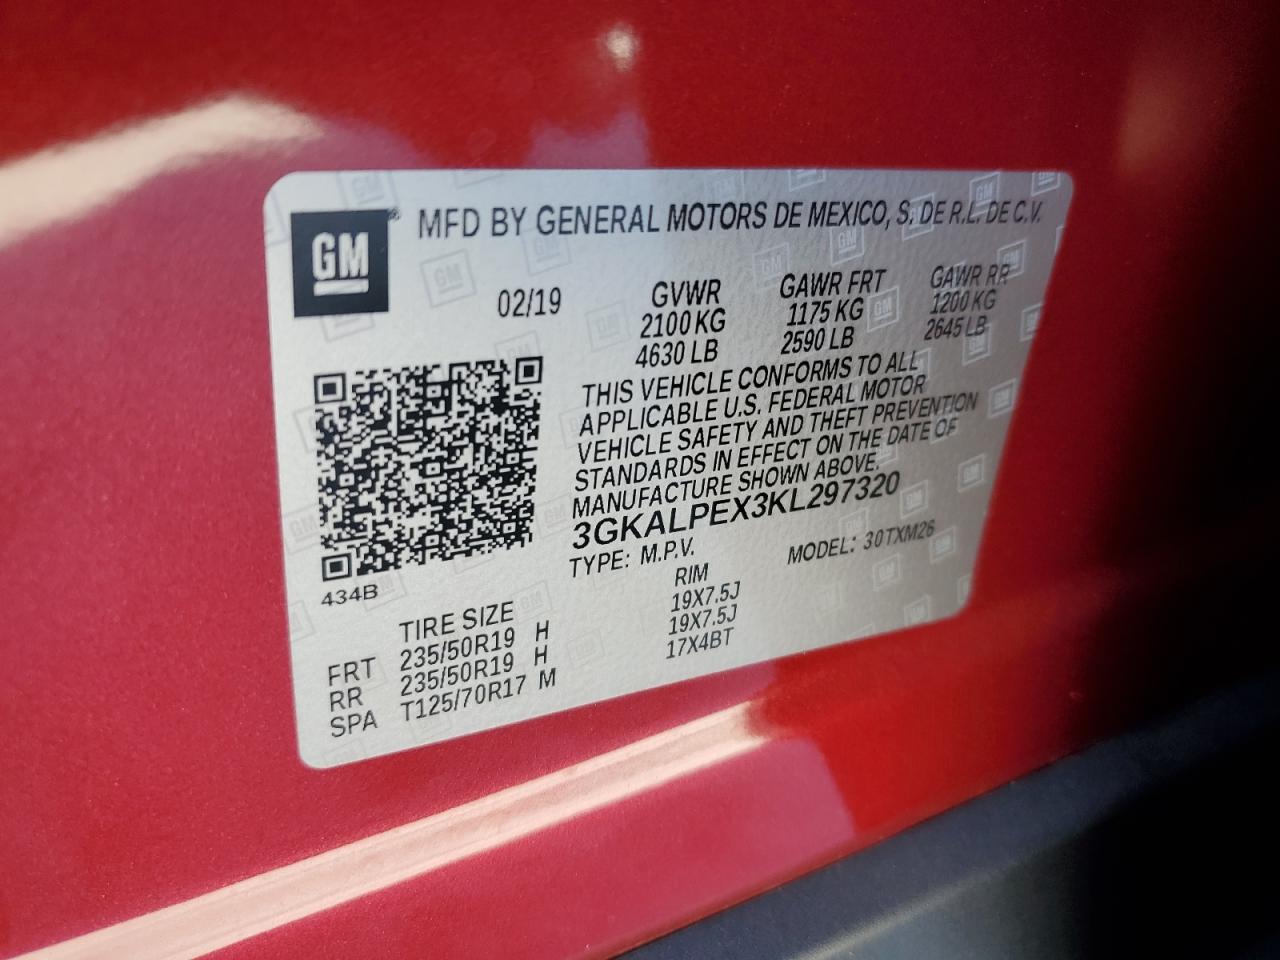 GM
MFD BY GENERAL MOTORS DE MEXICO, S. DE R.L. DE C.V.
02/19 GVWR GAWR FRT GAWR RR
2100 KG 1175 KG 1200 KG
4630 LB 2590 LB 2645 LB
THIS VEHICLE CONFORMS TO ALL
APPLICABLE U.S. FEDERAL MOTOR
VEHICLE SAFETY AND THEFT PREVENTION
STANDARDS IN EFFECT ON THE DATE OF
MANUFACTURE SHOWN ABOVE.
3GKALPEX3KL297320
TYPE: M.P.V. MODEL: 30TXM26
434B
TIRE SIZE RIM
FRT 235/50R19 H 19X7.5J
RR 235/50R19 H 19X7.5J
SPA T125/70R17 M 17X4BT